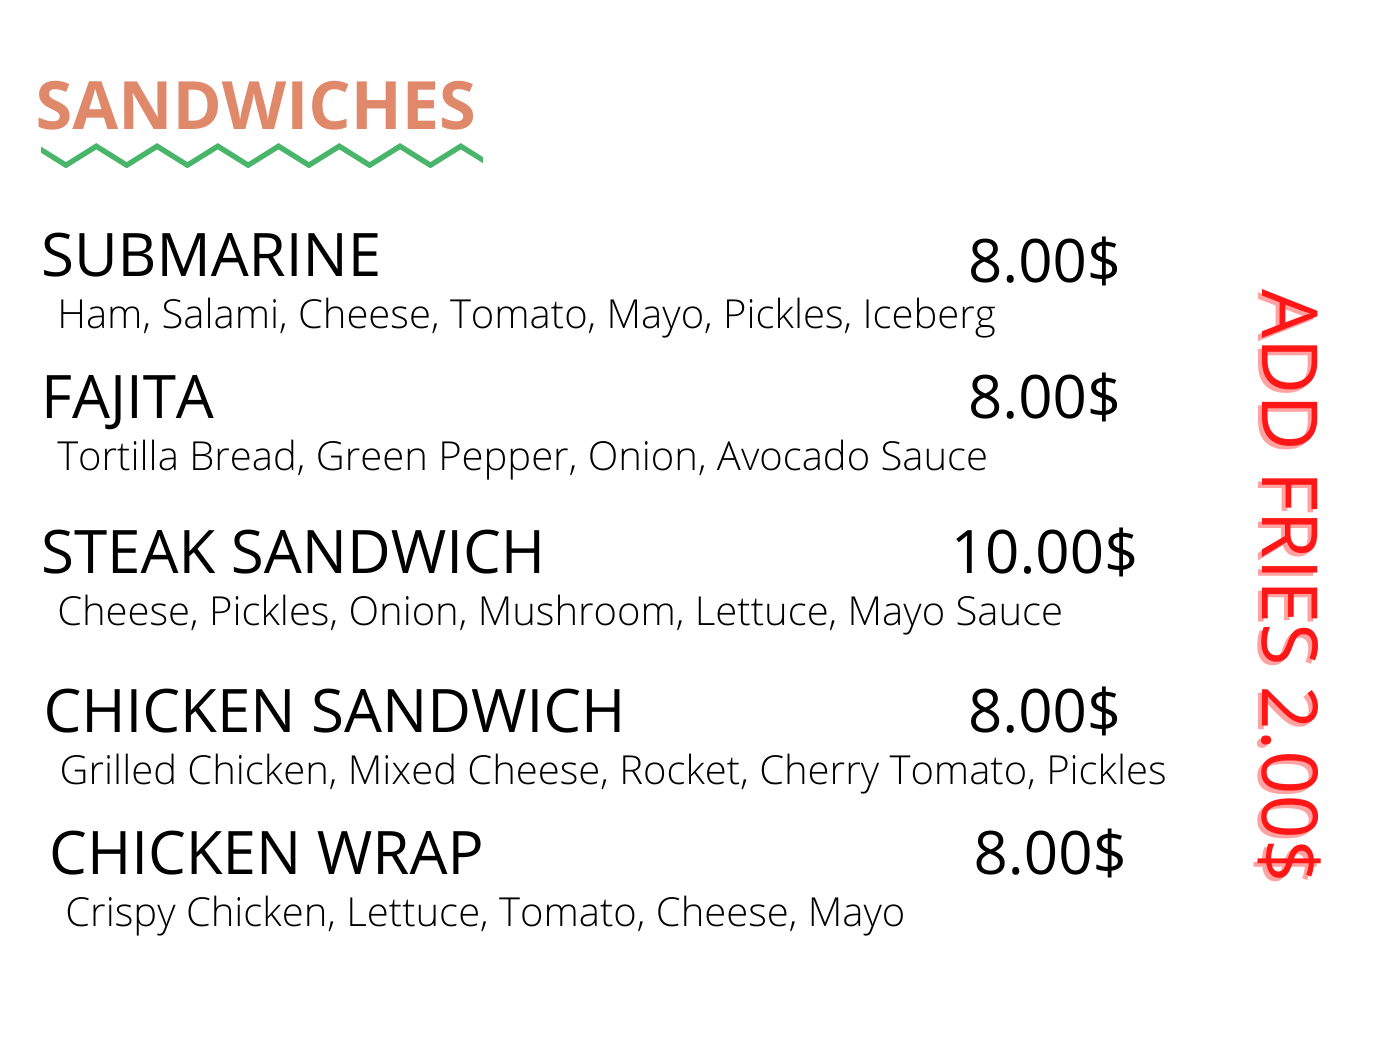 SANDWICHES
SUBMARINE 8.00$
Ham, Salami, Cheese, Tomato, Mayo, Pickles, Iceberg
FAJITA 8.00$
Tortilla Bread, Green Pepper, Onion, Avocado Sauce
STEAK SANDWICH 10.00$
Cheese, Pickles, Onion, Mushroom, Lettuce, Mayo Sauce
CHICKEN SANDWICH 8.00$
Grilled Chicken, Mixed Cheese, Rocket, Cherry Tomato, Pickles
CHICKEN WRAP 8.00$
Crispy Chicken, Lettuce, Tomato, Cheese, Mayo
ADD FRIES 2.00$